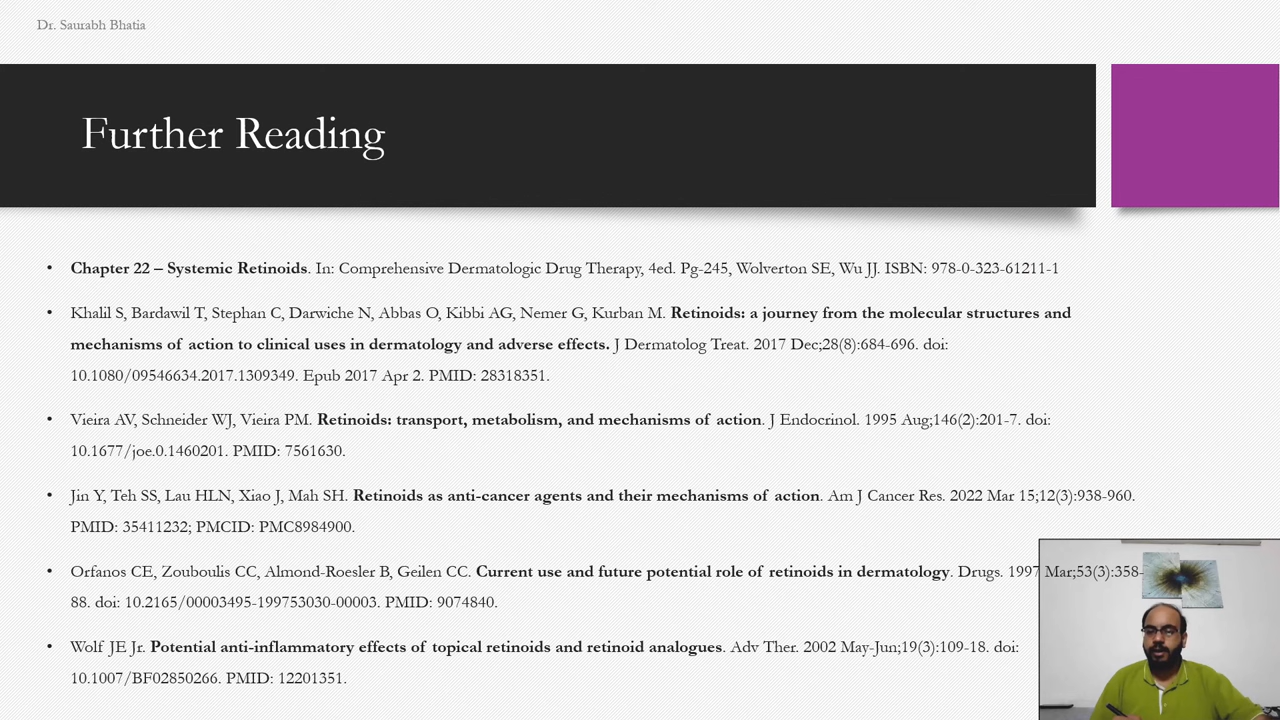 Dr. Saurabh Bhatia
Further Reading
• Chapter 22 – Systemic Retinoids. In: Comprehensive Dermatologic Drug Therapy, 4ed. Pg-245, Wolverton SE, Wu JJ. ISBN: 978-0-323-61211-1
• Khalil S, Bardawil T, Stephan C, Darwiche N, Abbas O, Kibbi AG, Nemer G, Kurban M. Retinoids: a journey from the molecular structures and
mechanisms of action to clinical uses in dermatology and adverse effects. J Dermatolog Treat. 2017 Dec;28(8):684-696. doi:
10.1080/09546634.2017.1309349. Epub 2017 Apr 2. PMID: 28318351.
• Vieira AV, Schneider WJ, Vieira PM. Retinoids: transport, metabolism, and mechanisms of action. J Endocrinol. 1995 Aug;146(2):201-7. doi:
10.1677/joe.0.1460201. PMID: 7561630.
• Jin Y, Teh SS, Lau HLN, Xiao J, Mah SH. Retinoids as anti-cancer agents and their mechanisms of action. Am J Cancer Res. 2022 Mar 15;12(3):938-960.
PMID: 35411232; PMCID: PMC8984900.
• Orfanos CE, Zouboulis CC, Almond-Roesler B, Geilen CC. Current use and future potential role of retinoids in dermatology. Drugs. 1997 Mar;53(3):358-
88. doi: 10.2165/00003495-199753030-00003. PMID: 9074840.
• Wolf JE Jr. Potential anti-inflammatory effects of topical retinoids and retinoid analogues. Adv Ther. 2002 May-Jun;19(3):109-18. doi:
10.1007/BF02850266. PMID: 12201351.